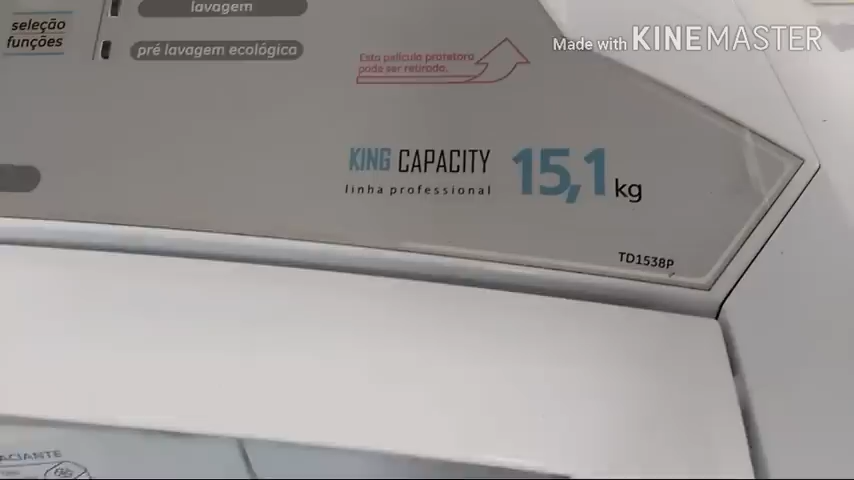 lavagem
seleção
funções
pré lavagem ecológica
Esta película protetora
pode ser retirada.
Made with KINEMASTER
KING CAPACITY
linha professional
15,1 kg
TD1538P